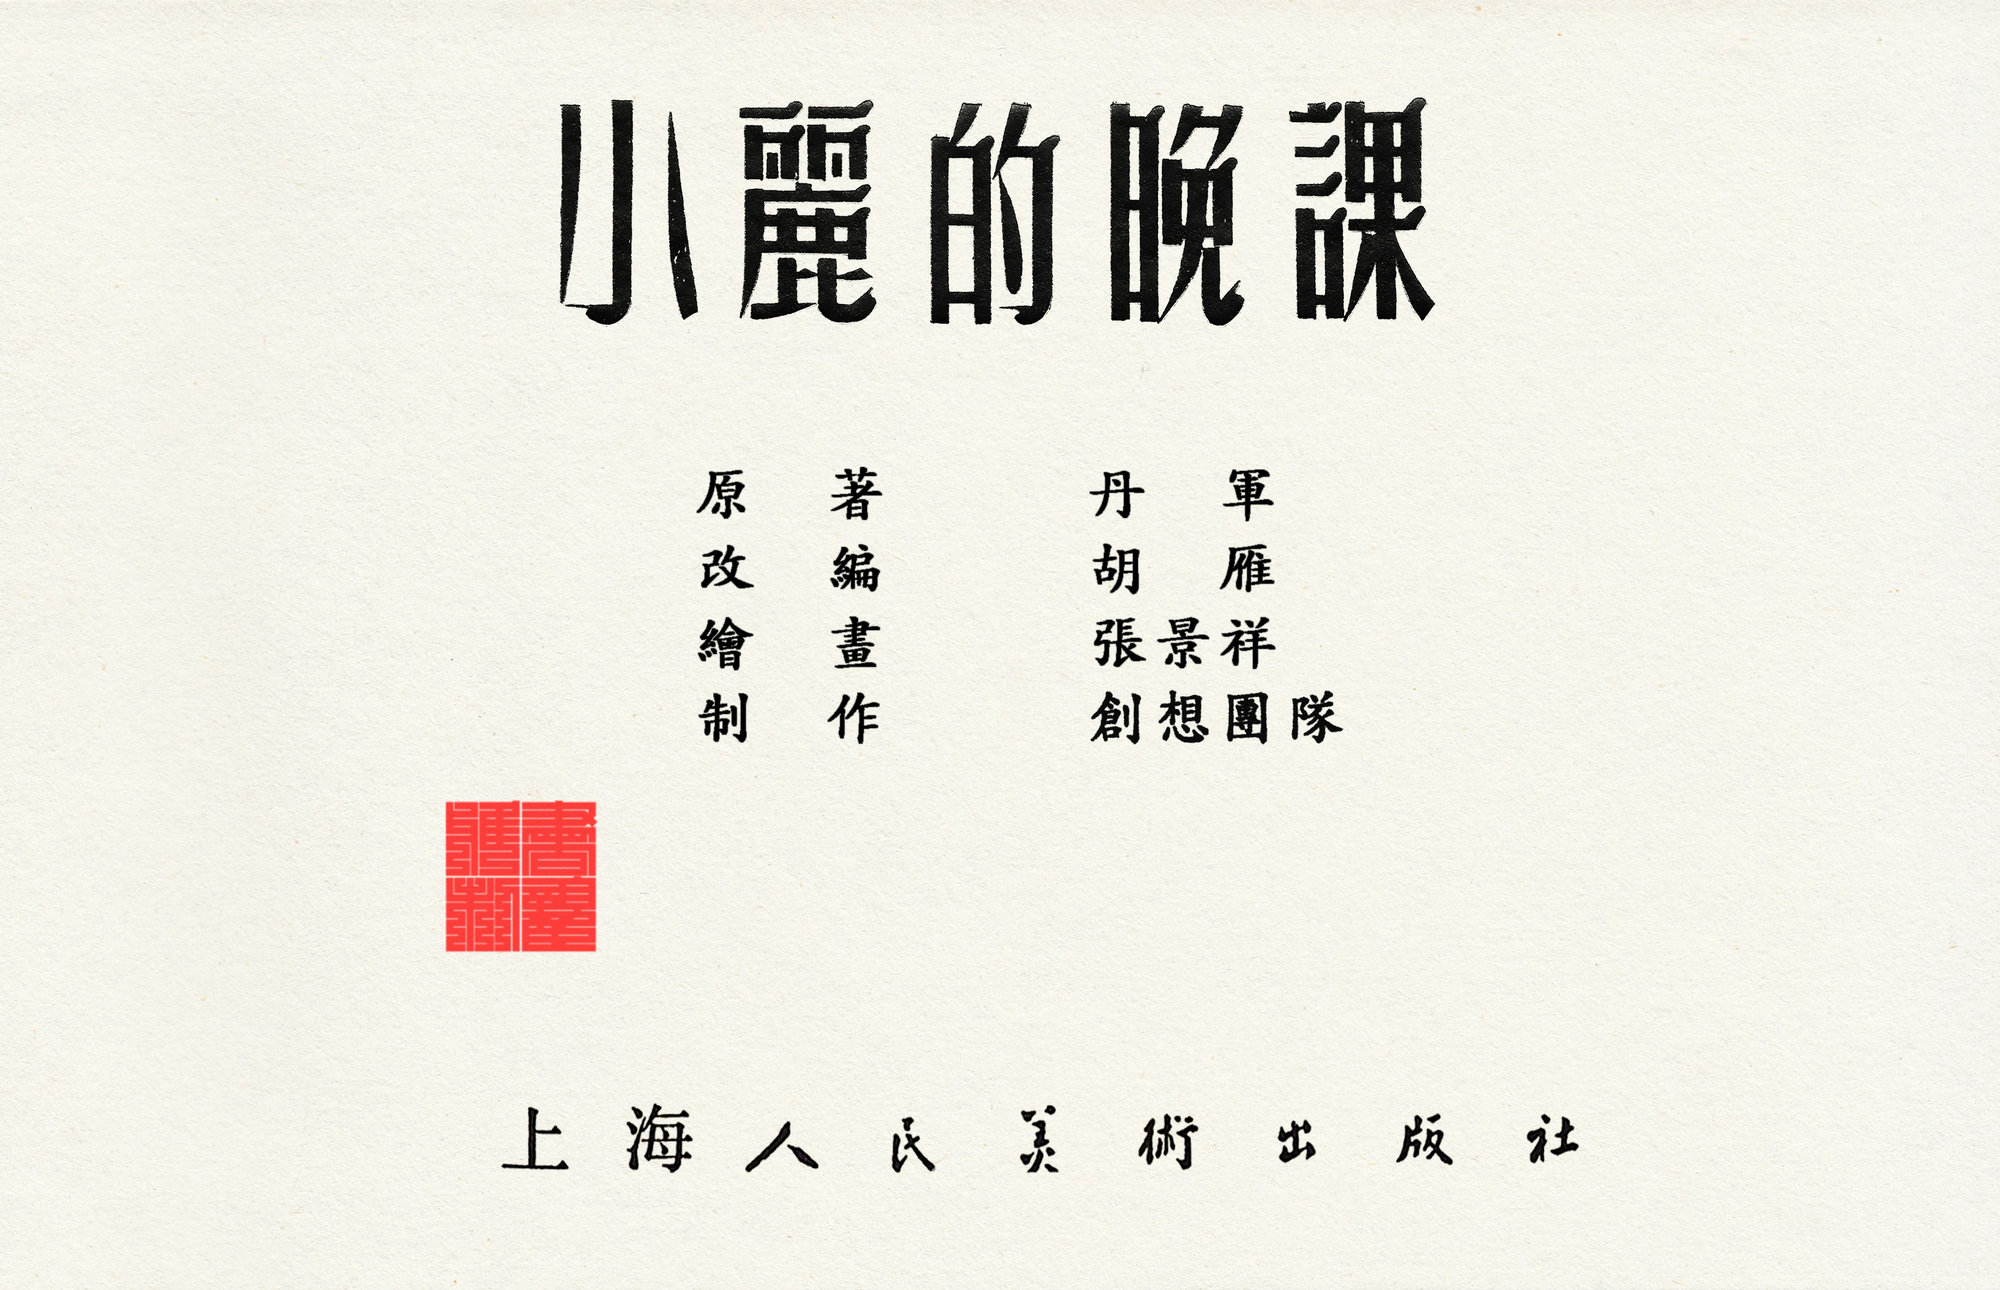 小麗的晚課
原著 丹軍
改編 胡雁
繪畫 張景祥
制作 創想團隊
上海人民美術出版社